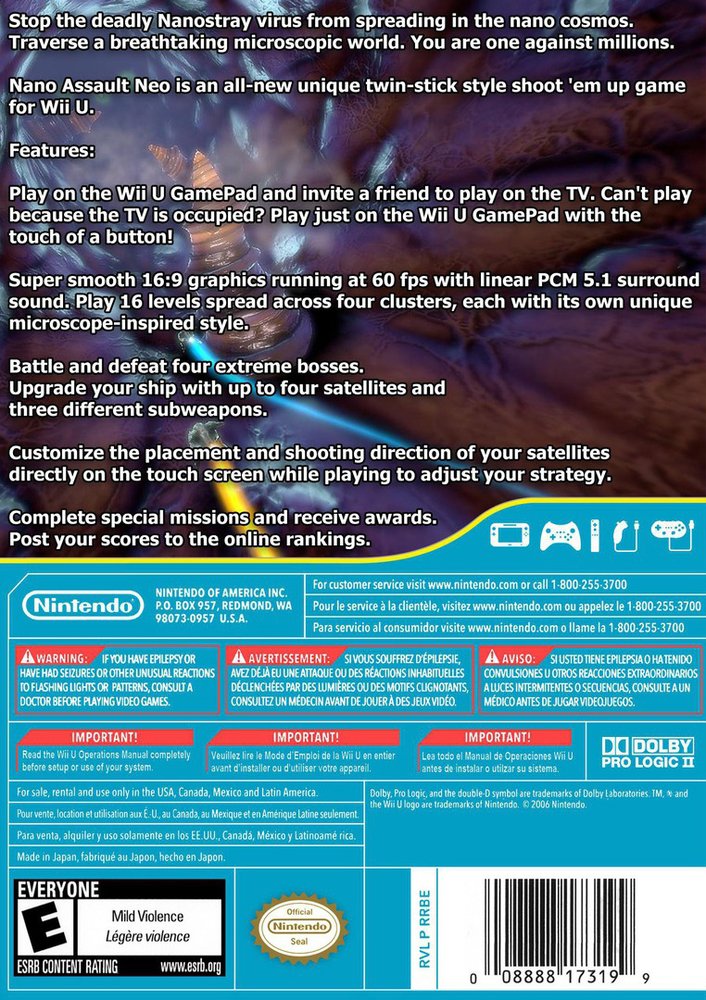 Stop the deadly Nanostray virus from spreading in the nano cosmos.
Traverse a breathtaking microscopic world. You are one against millions.
Nano Assault Neo is an all-new unique twin-stick style shoot 'em up game
for Wii U.
Features:
Play on the Wii U GamePad and invite a friend to play on the TV. Can't play
because the TV is occupied? Play just on the Wii U GamePad with the
touch of a button!
Super smooth 16:9 graphics running at 60 fps with linear PCM 5.1 surround
sound. Play 16 levels spread across four clusters, each with its own unique
microscope-inspired style.
Battle and defeat four extreme bosses.
Upgrade your ship with up to four satellites and
three different subweapons.
Customize the placement and shooting direction of your satellites
directly on the touch screen while playing to adjust your strategy.
Complete special missions and receive awards.
Post your scores to the online rankings.
Nintendo
NINTENDO OF AMERICA INC.
P.O. BOX 957, REDMOND, WA
98073-0957 U.S.A.
For customer service visit www.nintendo.com or call 1-800-255-3700
Pour le service à la clientèle, visitez www.nintendo.com ou appelez le 1-800-255-3700
Para servicio al consumidor visite www.nintendo.com o llame la 1-800-255-3700
WARNING: IF YOU HAVE EPILEPSY OR
HAVE HAD SEIZURES OR OTHER UNUSUAL REACTIONS
TO FLASHING LIGHTS OR PATTERNS, CONSULT A
DOCTOR BEFORE PLAYING VIDEO GAMES.
AVERTISSEMENT: SI VOUS SOUFFREZ D'ÉPILEPSIE,
AVEZ DÉJÀ EU UNE ATTAQUE OU DES RÉACTIONS INHABITUELLES
DÉCLENCHÉES PAR DES LUMIÈRES OU DES MOTIFS CLIGNOTANTS,
CONSULTEZ UN MÉDECIN AVANT DE JOUER À DES JEUX VIDÉO.
AVISO: SI USTED TIENE EPILEPSIA O HA TENIDO
CONVULSIONES U OTROS REACCIONES EXTRAORDINARIOS
A LUCES INTERMITENTES O SECUENCIAS, CONSULTE A UN
MÉDICO ANTES DE JUGAR VIDEOJUEGOS.
IMPORTANT!
Read the Wii U Operations Manual completely
before setup or use of your system.
IMPORTANT!
Veuillez lire le Mode d'Emploi de la Wii U en entier
avant d'installer ou d'utiliser votre appareil.
IMPORTANT!
Lea todo el Manual de Operaciones Wii U
antes de instalar o utilzar su sistema.
DOLBY
PRO LOGIC II
For sale, rental and use only in the USA, Canada, Mexico and Latin America.
Pour vente, location et utilisation aux É.-U., au Canada, au Mexique et en Amérique Latine seulement.
Para venta, alquiler y uso solamente en los EE.UU., Canadá, México y Latinoamé rica.
Made in Japan, fabriqué au Japon, hecho en Japon.
Dolby, Pro Logic, and the double-D symbol are trademarks of Dolby Laboratories. TM, ® and
the Wii U logo are trademarks of Nintendo. © 2006 Nintendo.
EVERYONE
E
Mild Violence
Légère violence
ESRB CONTENT RATING www.esrb.org
Official
Nintendo
Seal
RVL P RRBE
0 08888 17319 9